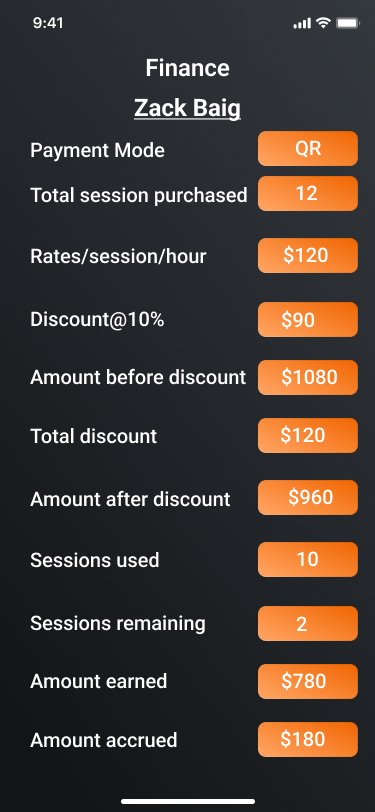 9:41
Finance
Zack Baig
Payment Mode QR
Total session purchased 12
Rates/session/hour $120
Discount@10% $90
Amount before discount $1080
Total discount $120
Amount after discount $960
Sessions used 10
Sessions remaining 2
Amount earned $780
Amount accrued $180